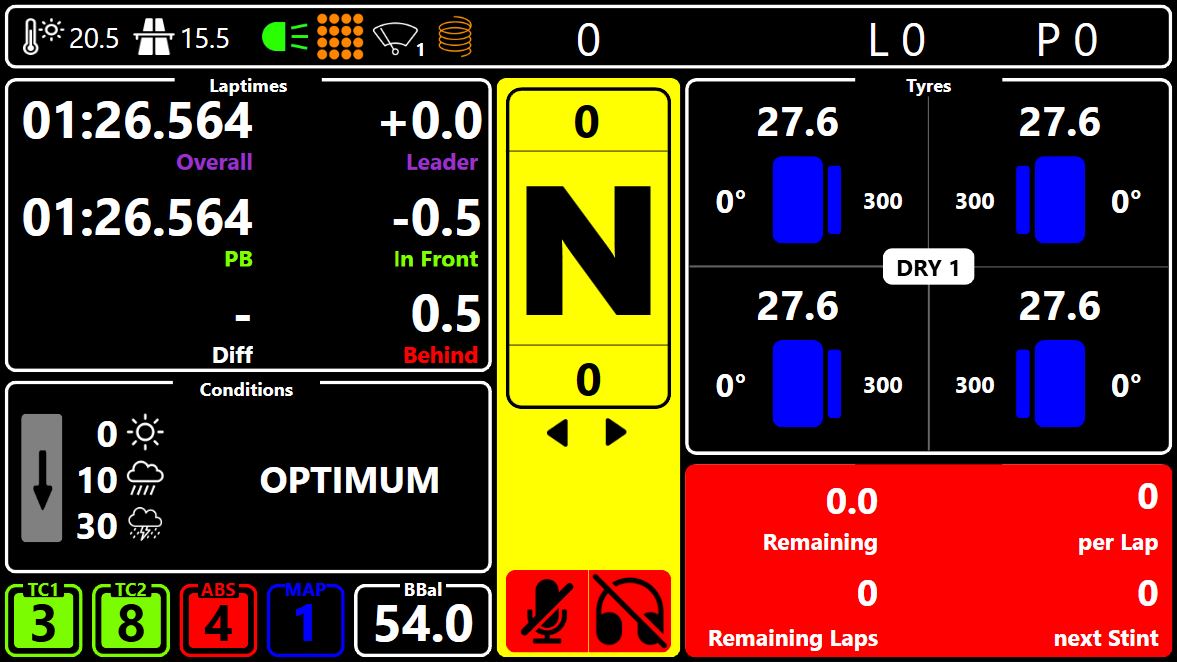 20.5 15.5 1 0 L 0 P 0
Laptimes
01:26.564 +0.0
Overall Leader
01:26.564 -0.5
PB In Front
- 0.5
Diff Behind
Conditions
0
10
30
OPTIMUM
TC1 TC2 ABS MAP BBal
3 8 4 1 54.0
0
N
0
Tyres
27.6 27.6
0° 300 300 0°
DRY 1
27.6 27.6
0° 300 300 0°
0.0 0
Remaining per Lap
0 0
Remaining Laps next Stint